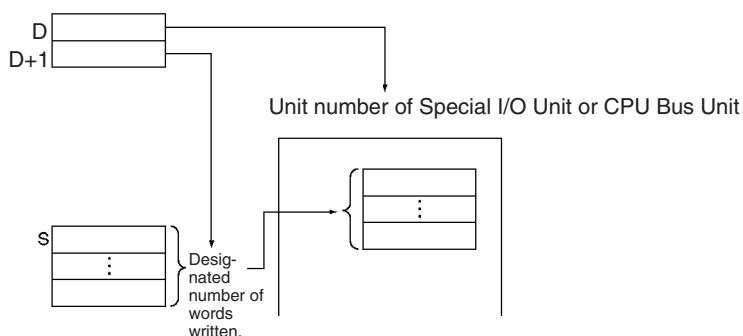 D
D+1
Unit number of Special I/O Unit or CPU Bus Unit
S
Desig-
nated
number of
words
written.